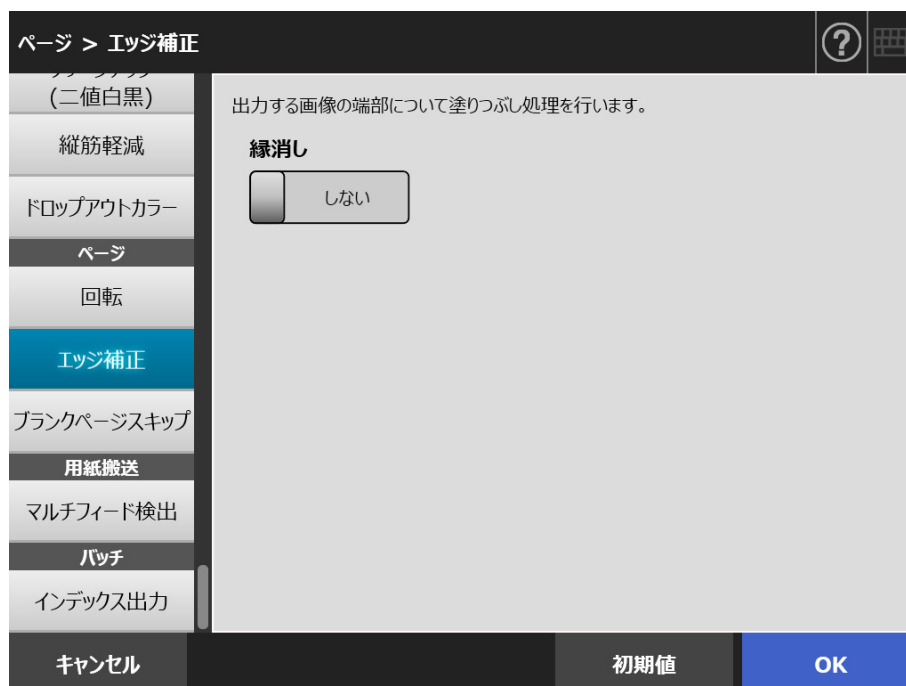 ページ > エッジ補正
(二値白黒)
縦筋軽減
ドロップアウトカラー
ページ
回転
エッジ補正
ブランクページスキップ
用紙搬送
マルチフィード検出
バッチ
インデックス出力
出力する画像の端部について塗りつぶし処理を行います。
縁消し
しない
キャンセル
初期値
OK